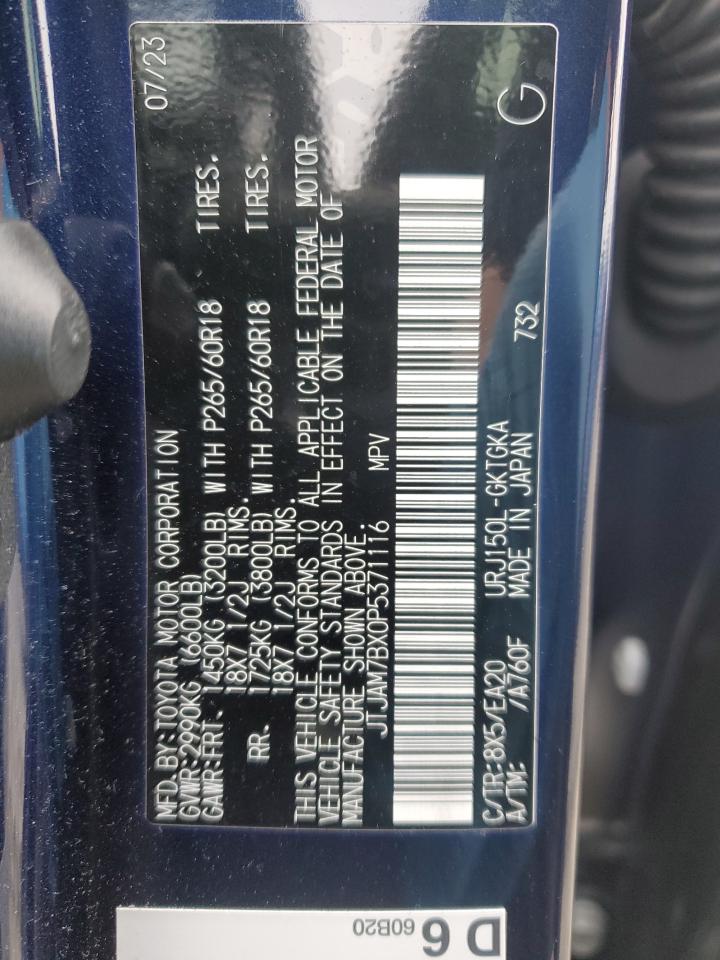 MFD.BY:TOYOTA MOTOR CORPORATION 07/23
GVWR:2990KG (6600LB)
GAWR:FRT. 1450KG (3200LB) WITH P265/60R18 TIRES.
18X7 1/2J RIMS.
RR. 1725KG (3800LB) WITH P265/60R18 TIRES.
18X7 1/2J RIMS.
THIS VEHICLE CONFORMS TO ALL APPLICABLE FEDERAL MOTOR
VEHICLE SAFETY STANDARDS IN EFFECT ON THE DATE OF
MANUFACTURE SHOWN ABOVE.
JTJAM7BX0P5371116 MPV
C/TR:8X5/EA20 URJ150L-GKTGKA
A/TM: /A760F MADE IN JAPAN 732 G
60B20
D 6